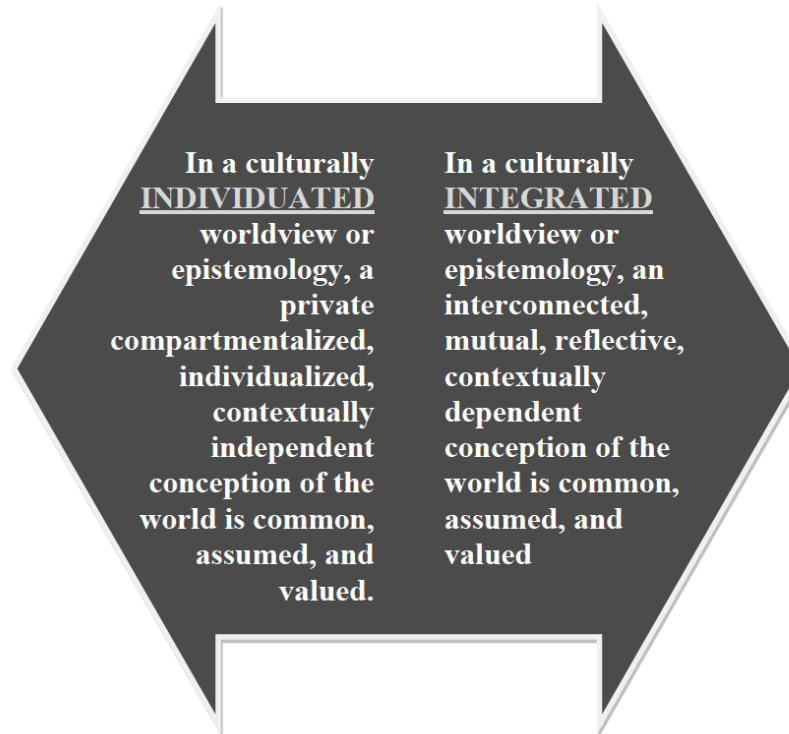 In a culturally
INDIVIDUATED
worldview or
epistemology, a
private
compartmentalized,
individualized,
contextually
independent
conception of the
world is common,
assumed, and
valued.
In a culturally
INTEGRATED
worldview or
epistemology, an
interconnected,
mutual, reflective,
contextually
dependent
conception of the
world is common,
assumed, and
valued